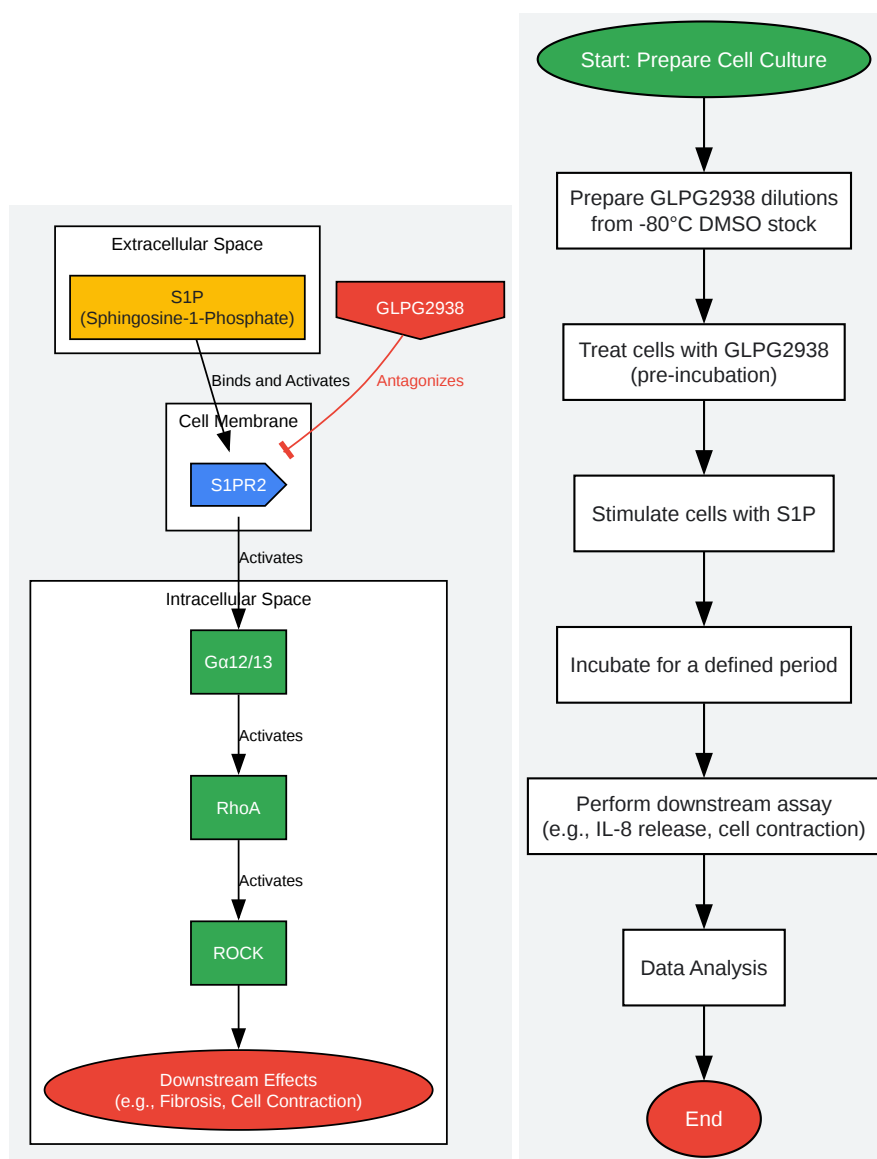 Extracellular Space
S1P
(Sphingosine-1-Phosphate)
GLPG2938
Binds and Activates
Antagonizes
Cell Membrane
S1PR2
Activates
Intracellular Space
Gα12/13
Activates
RhoA
Activates
ROCK
Downstream Effects
(e.g., Fibrosis, Cell Contraction)
Start: Prepare Cell Culture
Prepare GLPG2938 dilutions
from -80°C DMSO stock
Treat cells with GLPG2938
(pre-incubation)
Stimulate cells with S1P
Incubate for a defined period
Perform downstream assay
(e.g., IL-8 release, cell contraction)
Data Analysis
End